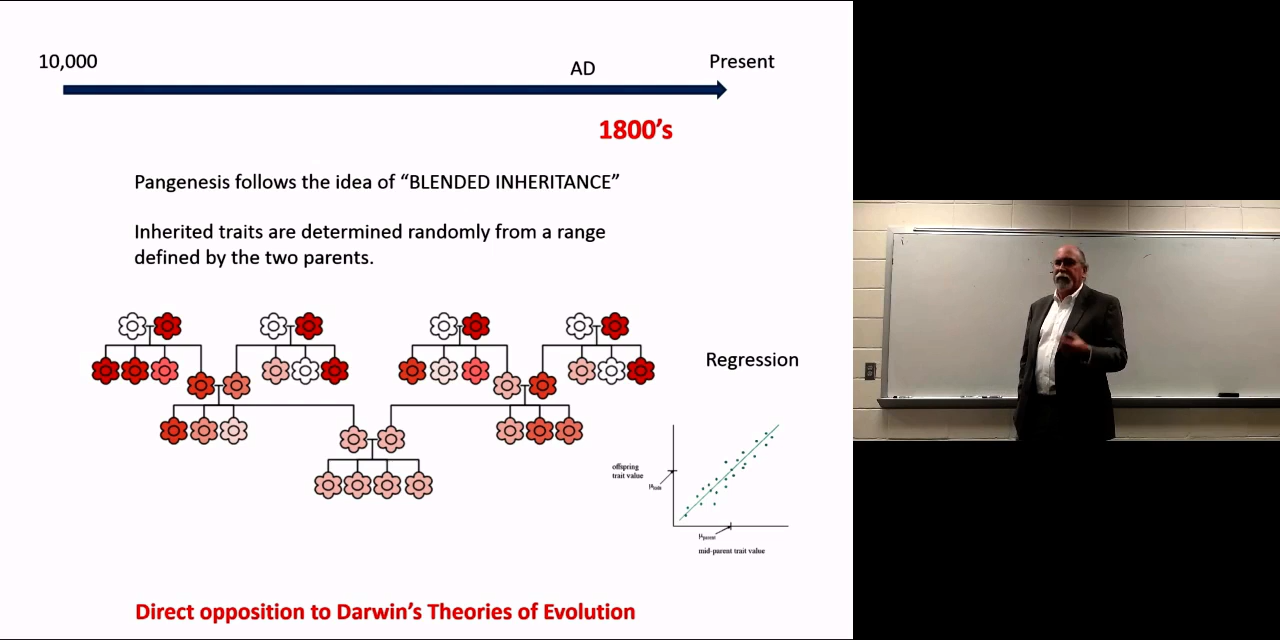 10,000
AD
Present
1800's
Pangenesis follows the idea of “BLENDED INHERITANCE”
Inherited traits are determined randomly from a range
defined by the two parents.
Regression
offspring
trait value
mid-parent trait value
Direct opposition to Darwin's Theories of Evolution